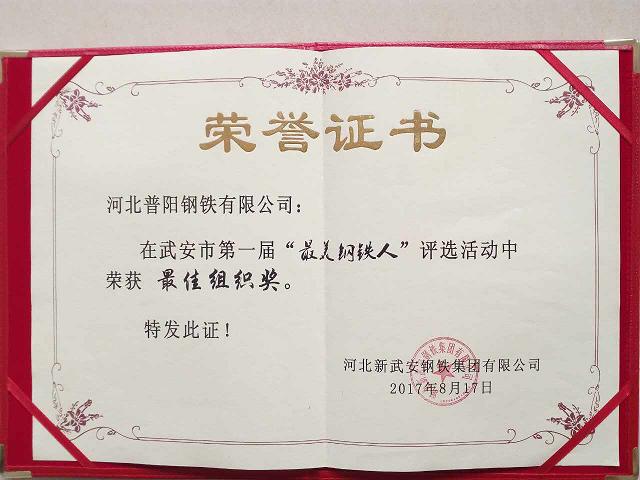 荣誉证书
河北普阳钢铁有限公司：
在武安市第一届“最美钢铁人”评选活动中
荣获 最佳组织奖。
特发此证！
河北新武安钢铁集团有限公司
2017年8月17日